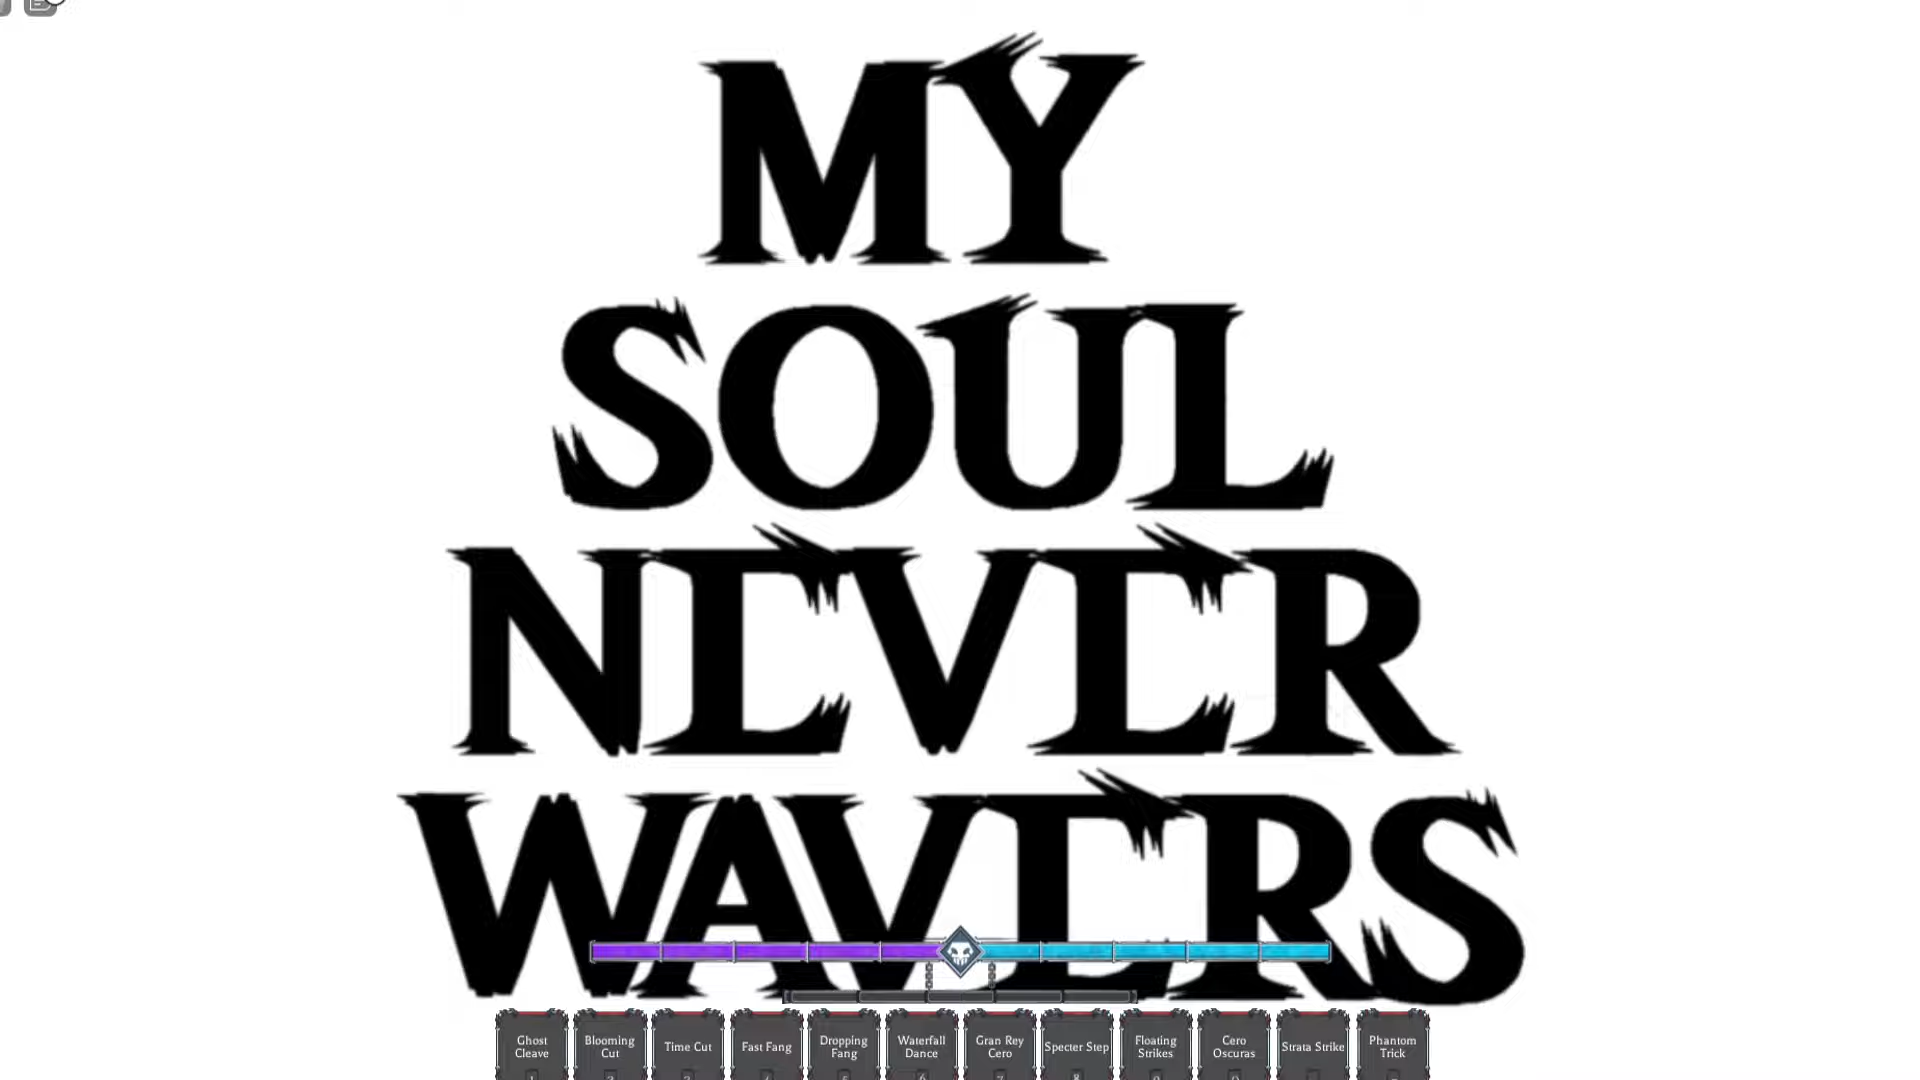 MY
SOUL
NEVER
WAVERS
Ghost Cleave
Blooming Cut
Time Cut
Fast Fang
Dropping Fang
Waterfall Dance
Gran Rey Cero
Specter Step
Floating Strikes
Cero Oscuras
Strata Strike
Phantom Trick